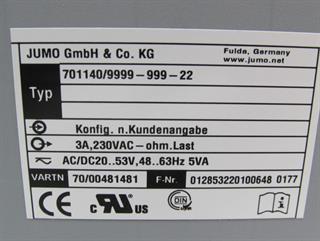 JUMO GmbH & Co. KG
Fulda, Germany
www.jumo.net
Typ
701140/9999-999-22
Konfig. n.Kundenangabe
3A,230VAC-ohm.Last
AC/DC20..53V,48..63Hz 5VA
VARTN 70/00481481 F-Nr. 012853220100648 0177
CE c RU us DIN i